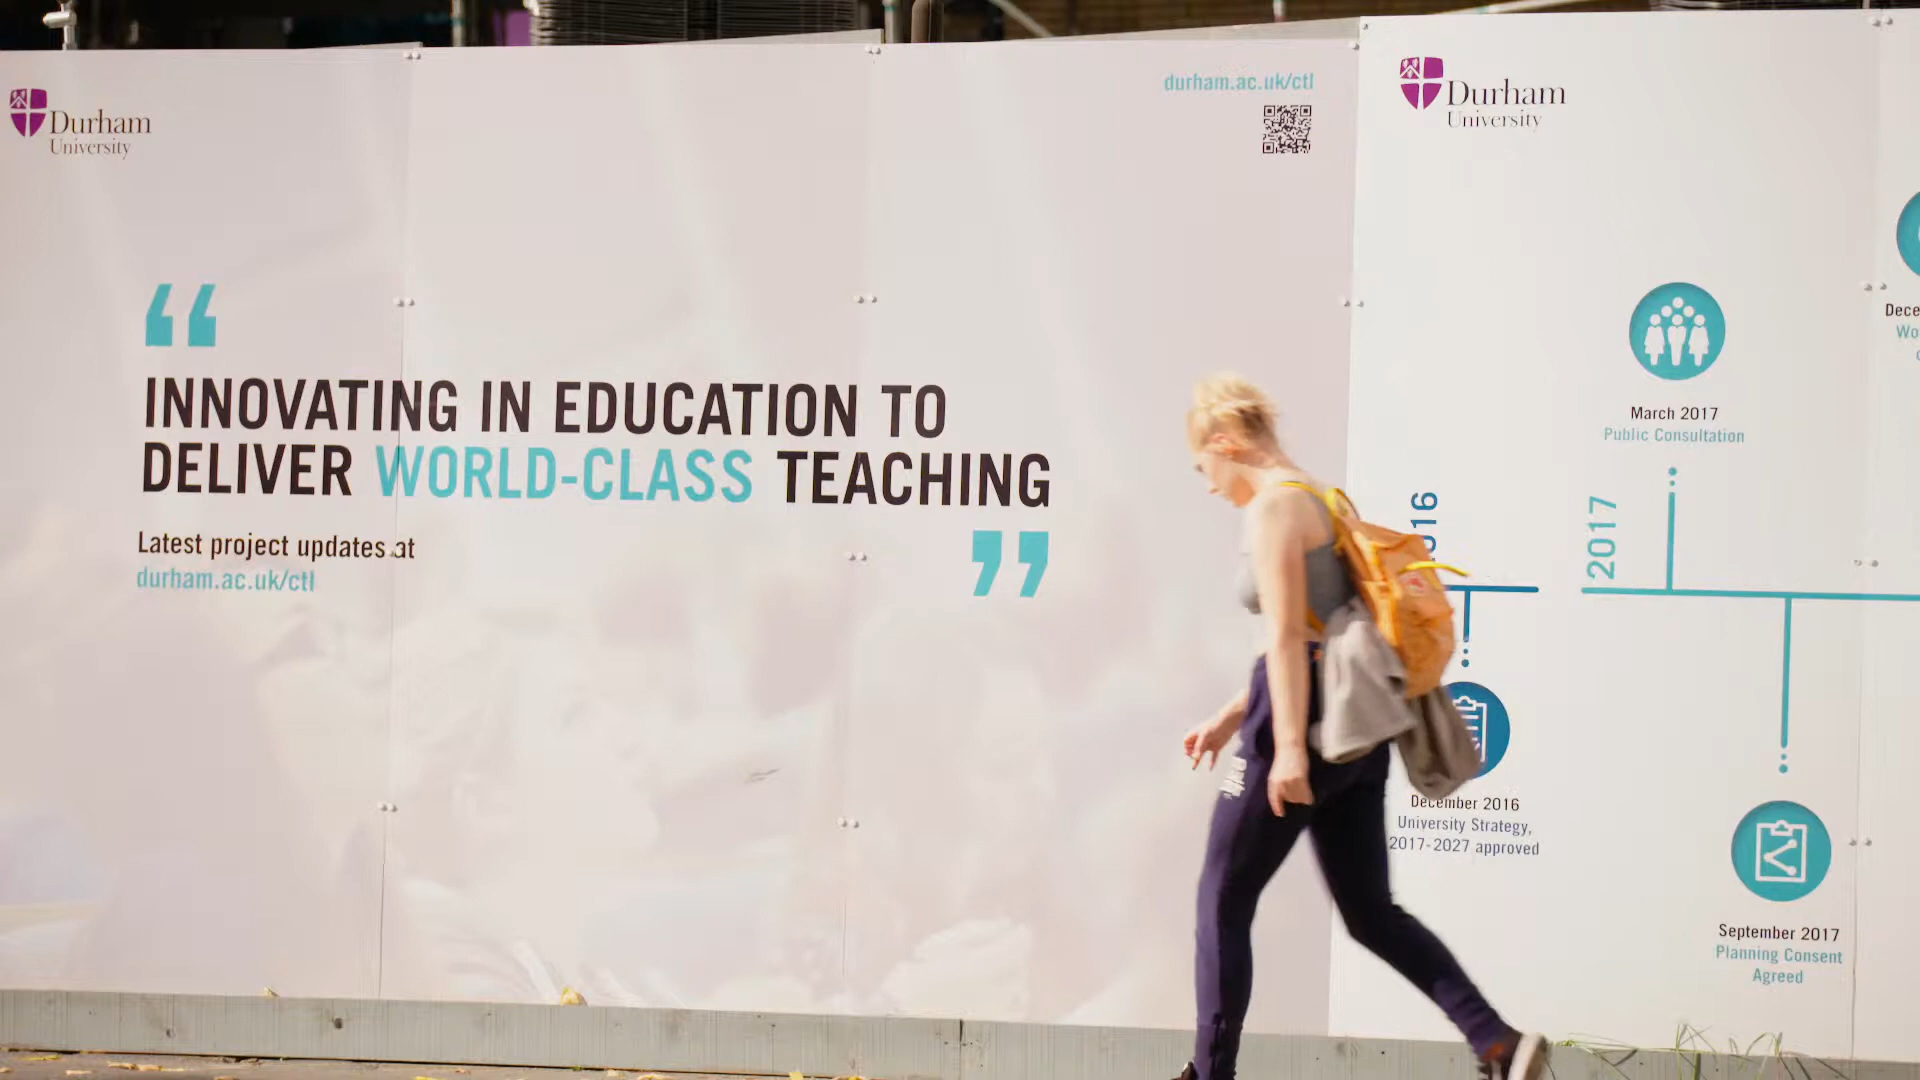 Durham
University
durham.ac.uk/ctl
“
INNOVATING IN EDUCATION TO
DELIVER WORLD-CLASS TEACHING
”
Latest project updates at
durham.ac.uk/ctl
Durham
University
March 2017
Public Consultation
2017
December 2016
University Strategy,
2017-2027 approved
September 2017
Planning Consent
Agreed